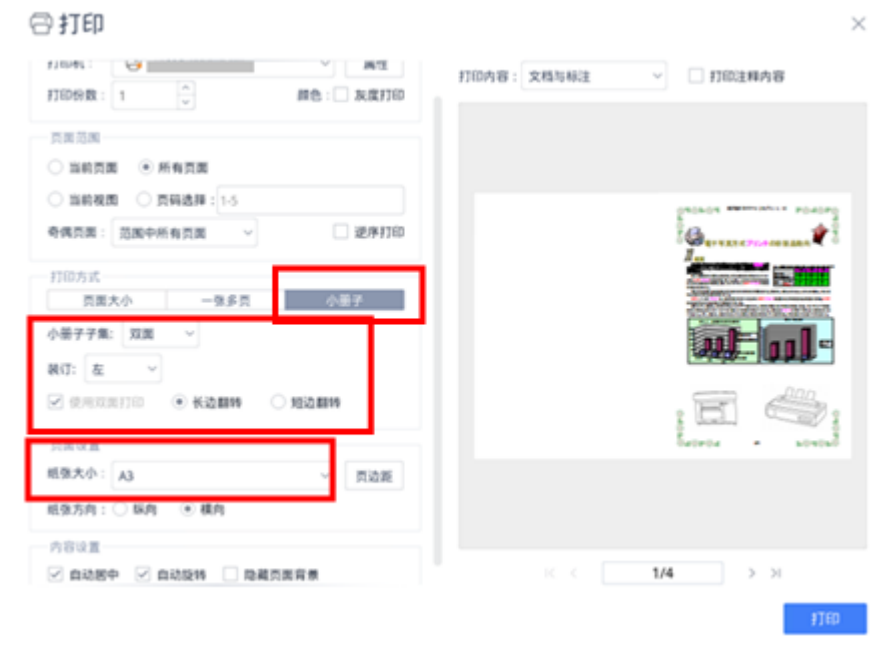 打印
打印机： 属性
打印份数： 1 颜色： 灰度打印
页面范围
当前页面 所有页面
当前视图 页码选择： 1-5
奇偶页面： 范围中所有页面 逆序打印
打印方式
页面大小 一张多页 小册子
小册子子集: 双面
装订: 左
使用双面打印 长边翻转 短边翻转
页面设置
纸张大小： A3 页边距
纸张方向： 纵向 横向
内容设置
自动居中 自动旋转 隐藏页面背景
打印内容： 文档与标注 打印注释内容
1/4
打印